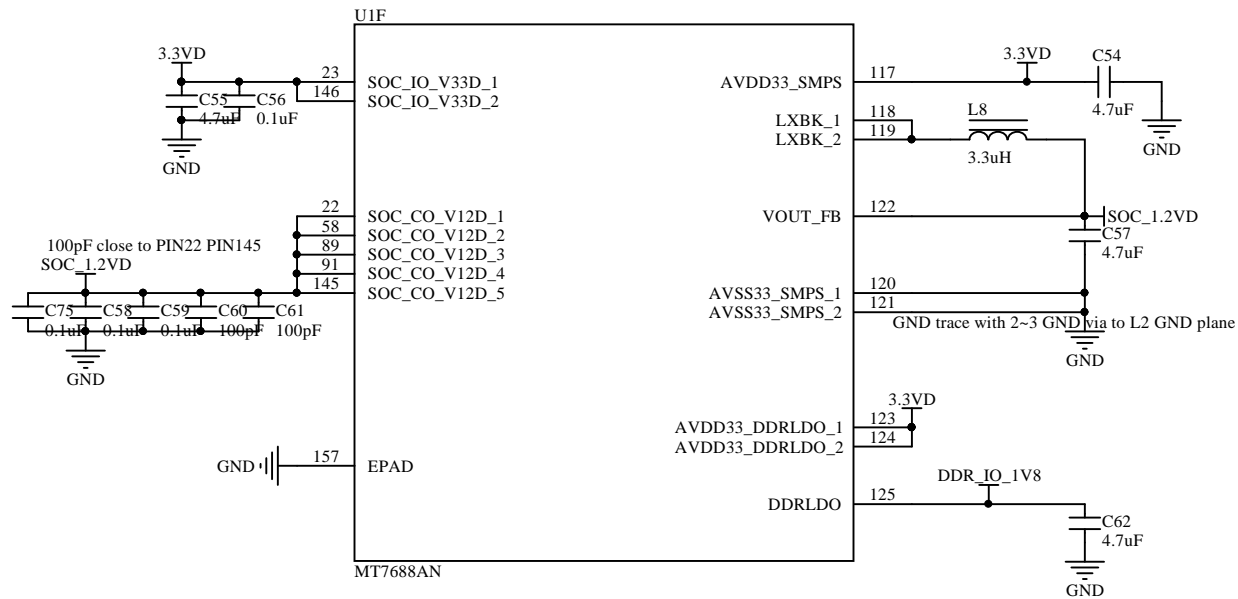 U1F
3.3VD
23
SOC_IO_V33D_1
146
SOC_IO_V33D_2
C55
4.7uF
C56
0.1uF
GND
22
SOC_CO_V12D_1
58
SOC_CO_V12D_2
89
SOC_CO_V12D_3
91
SOC_CO_V12D_4
145
SOC_CO_V12D_5
100pF close to PIN22 PIN145
SOC_1.2VD
C75
0.1uF
C58
0.1uF
C59
0.1uF
C60
100pF
C61
100pF
GND
GND
157
EPAD
MT7688AN
AVDD33_SMPS
117
3.3VD
C54
4.7uF
GND
LXBK_1
118
LXBK_2
119
L8
3.3uH
VOUT_FB
122
SOC_1.2VD
C57
4.7uF
AVSS33_SMPS_1
120
AVSS33_SMPS_2
121
GND trace with 2~3 GND via to L2 GND plane
GND
3.3VD
AVDD33_DDRLDO_1
123
AVDD33_DDRLDO_2
124
DDR_IO_1V8
DDRLDO
125
C62
4.7uF
GND